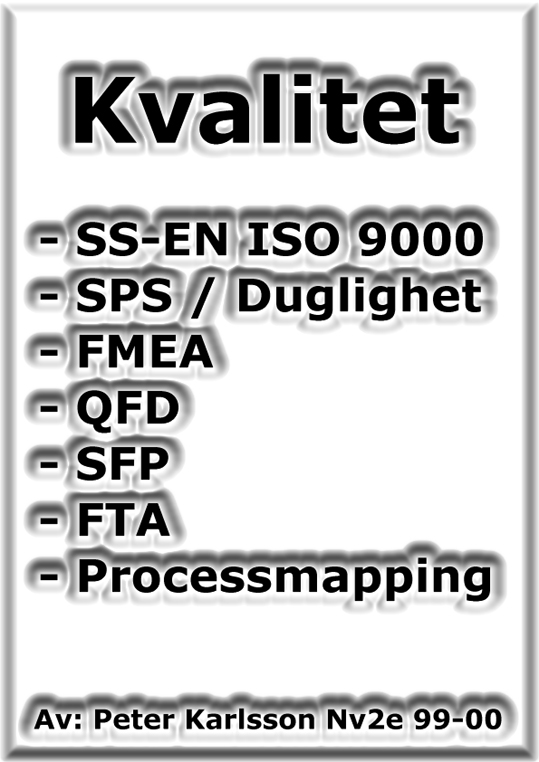 Kvalitet
- SS-EN ISO 9000
- SPS / Duglighet
- FMEA
- QFD
- SFP
- FTA
- Processmapping
Av: Peter Karlsson Nv2e 99-00